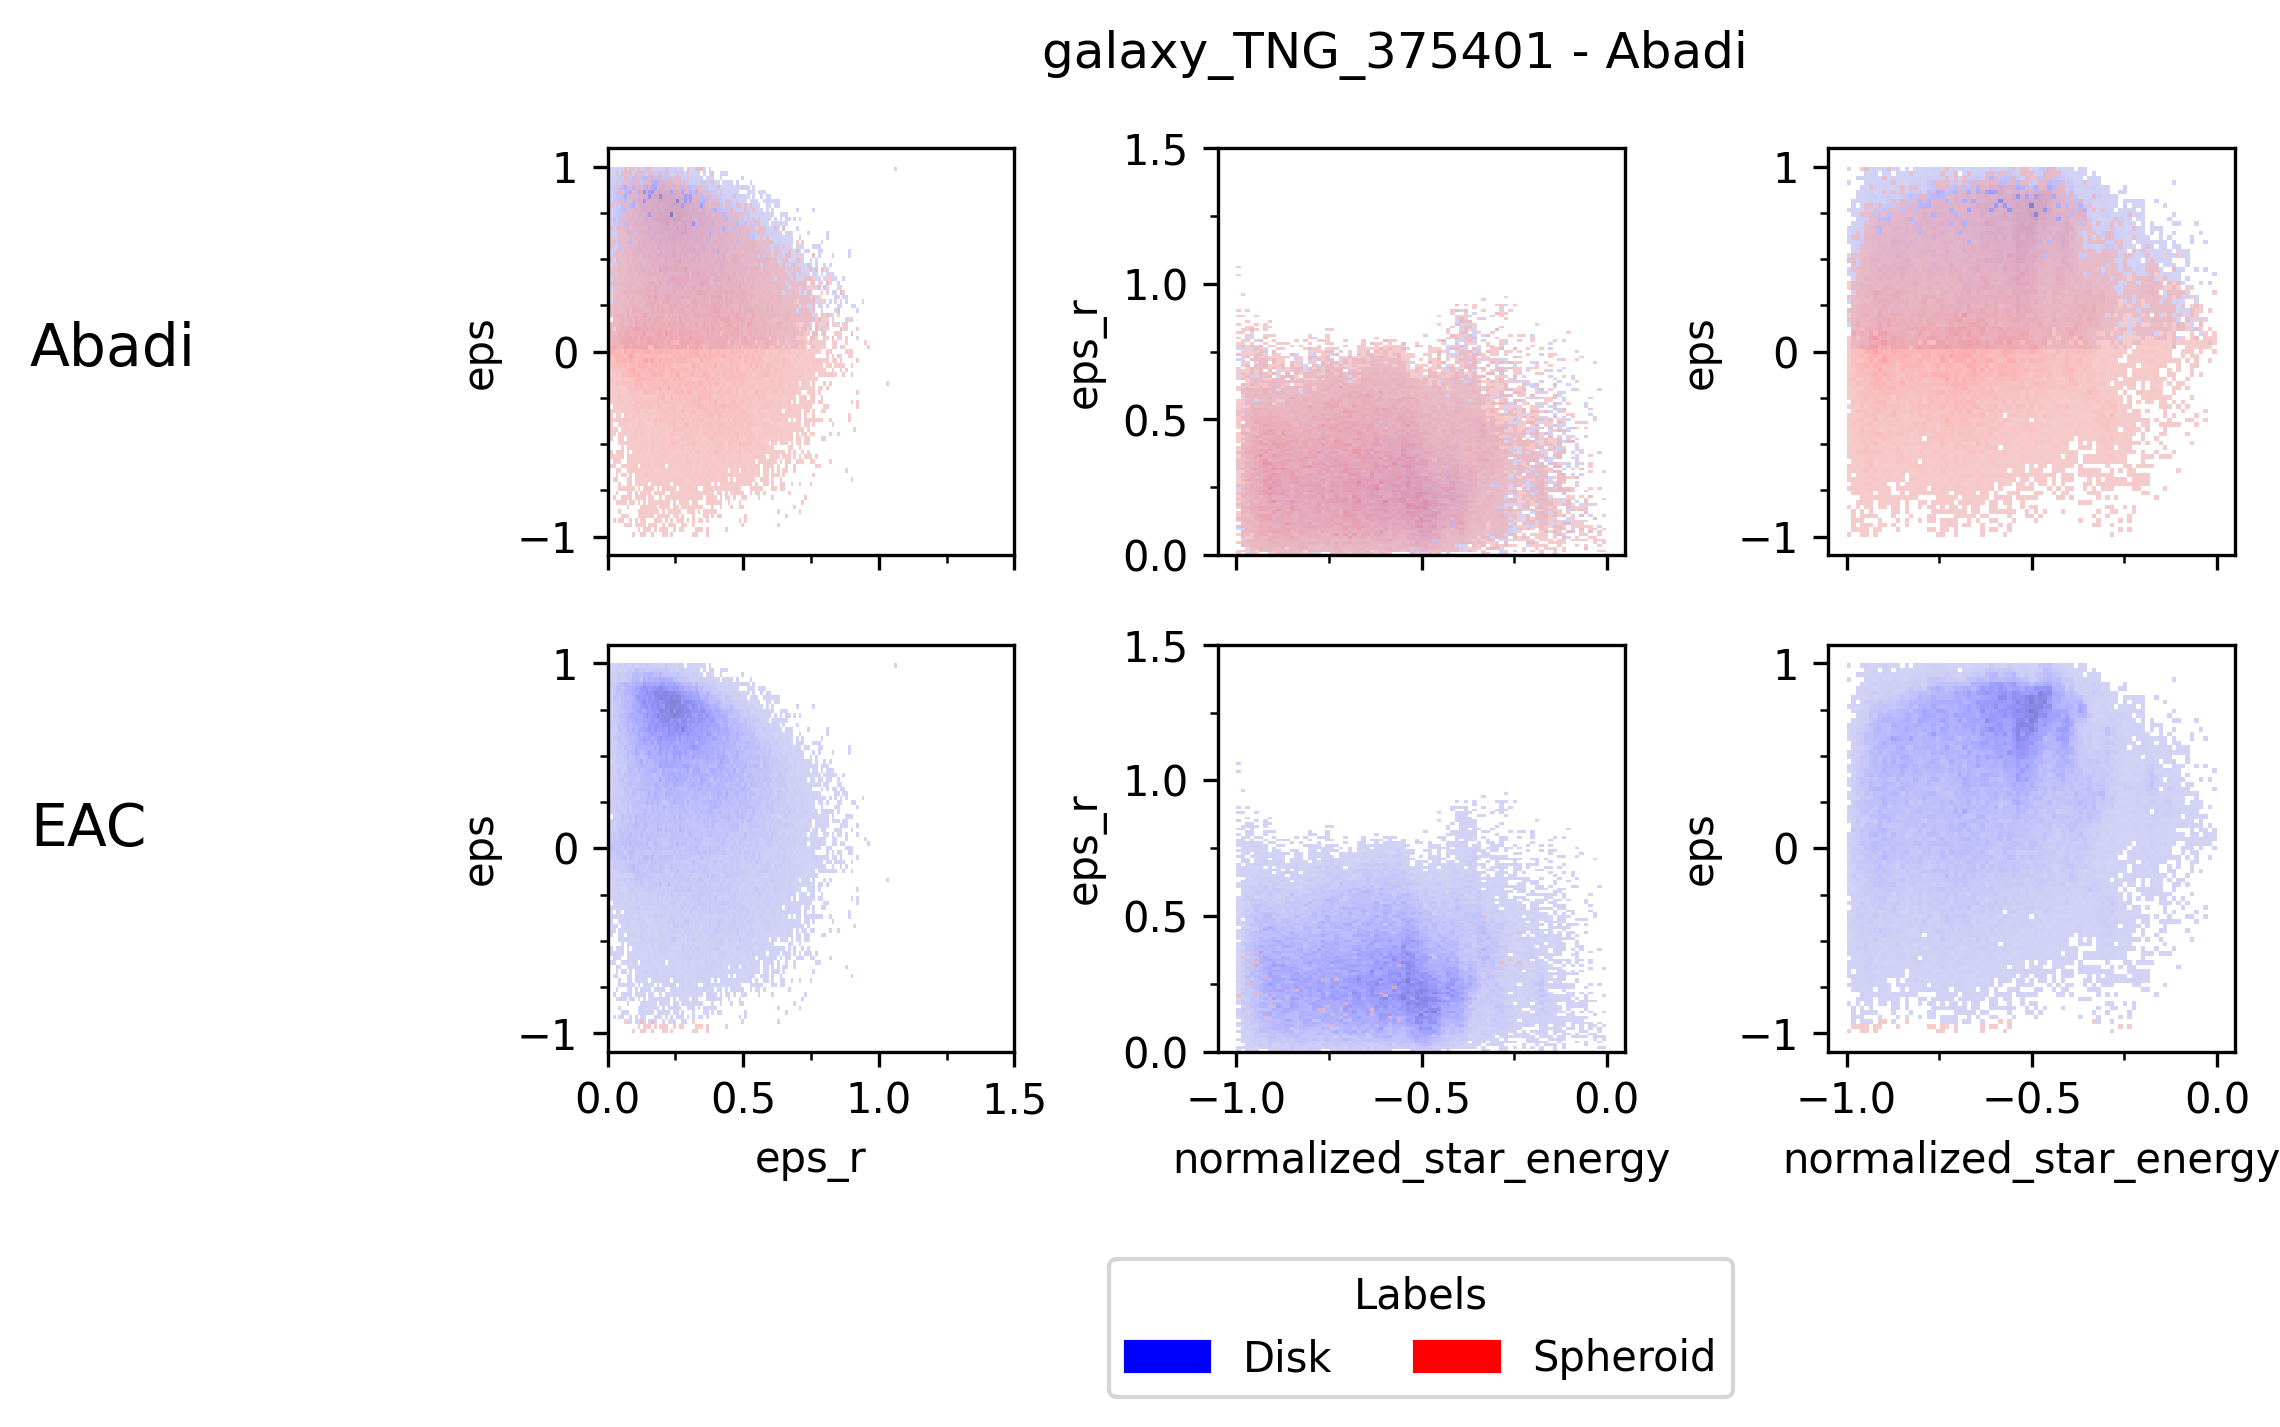 galaxy_TNG_375401 - Abadi
Abadi
eps
1
0
−1
eps_r
1.5
1.0
0.5
0.0
eps
1
0
−1
EAC
eps
1
0
−1
0.0 0.5 1.0 1.5
eps_r
eps_r
1.5
1.0
0.5
0.0
−1.0 −0.5 0.0
normalized_star_energy
eps
1
0
−1
−1.0 −0.5 0.0
normalized_star_energy
Labels
Disk Spheroid